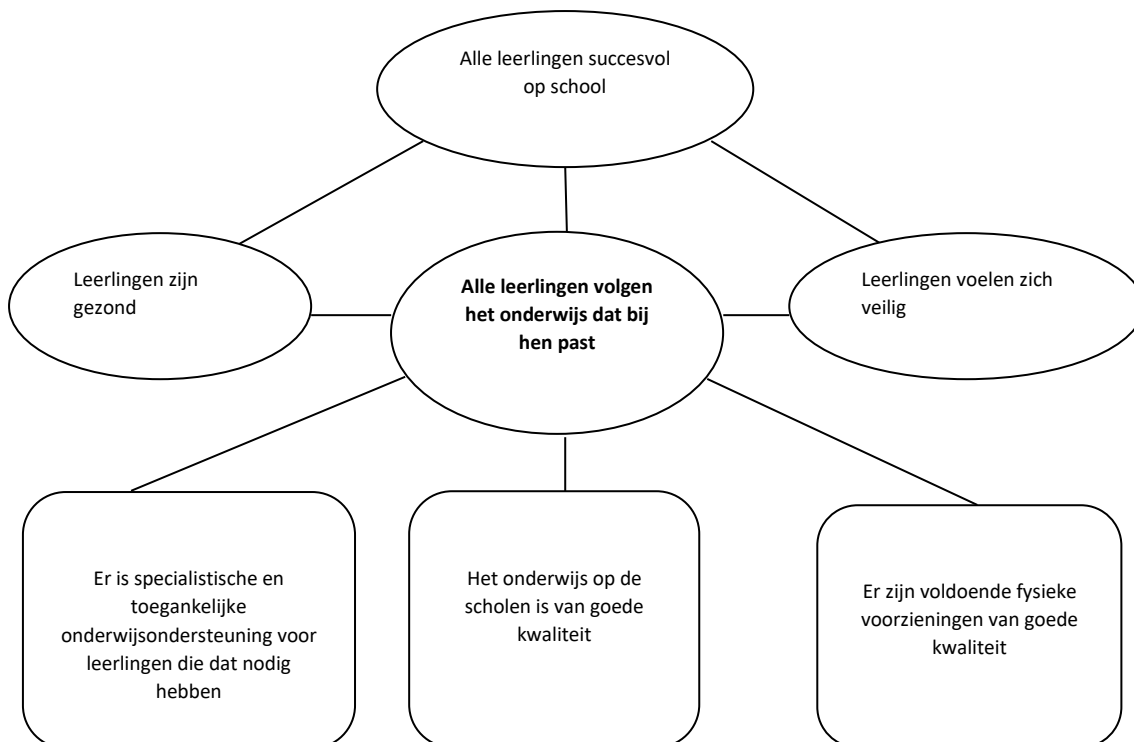 Alle leerlingen succesvol
op school
Leerlingen zijn
gezond
Alle leerlingen volgen
het onderwijs dat bij
hen past
Leerlingen voelen zich
veilig
Er is specialistische en
toegankelijke
onderwijsondersteuning voor
leerlingen die dat nodig
hebben
Het onderwijs op de
scholen is van goede
kwaliteit
Er zijn voldoende fysieke
voorzieningen van goede
kwaliteit